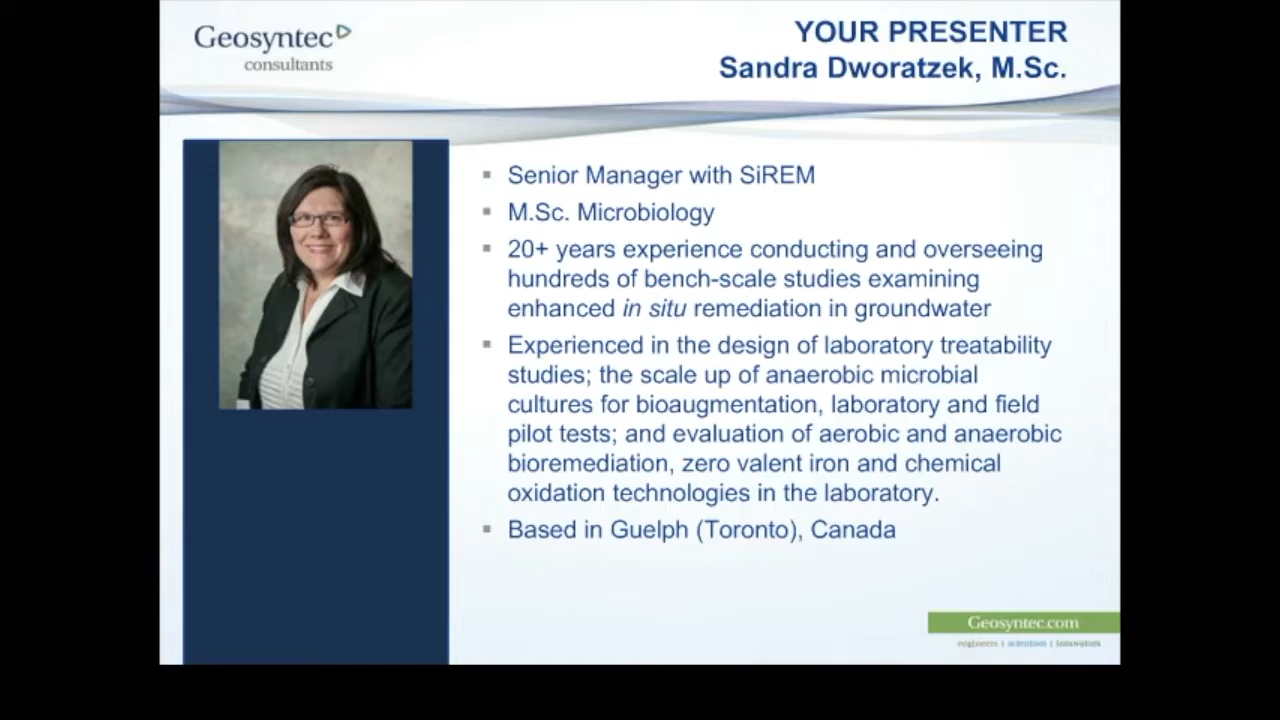 Geosyntec
consultants
YOUR PRESENTER
Sandra Dworatzek, M.Sc.
Senior Manager with SiREM
M.Sc. Microbiology
20+ years experience conducting and overseeing
hundreds of bench-scale studies examining
enhanced in situ remediation in groundwater
Experienced in the design of laboratory treatability
studies; the scale up of anaerobic microbial
cultures for bioaugmentation, laboratory and field
pilot tests; and evaluation of aerobic and anaerobic
bioremediation, zero valent iron and chemical
oxidation technologies in the laboratory.
Based in Guelph (Toronto), Canada
Geosyntec.com
engineers | scientists | innovators